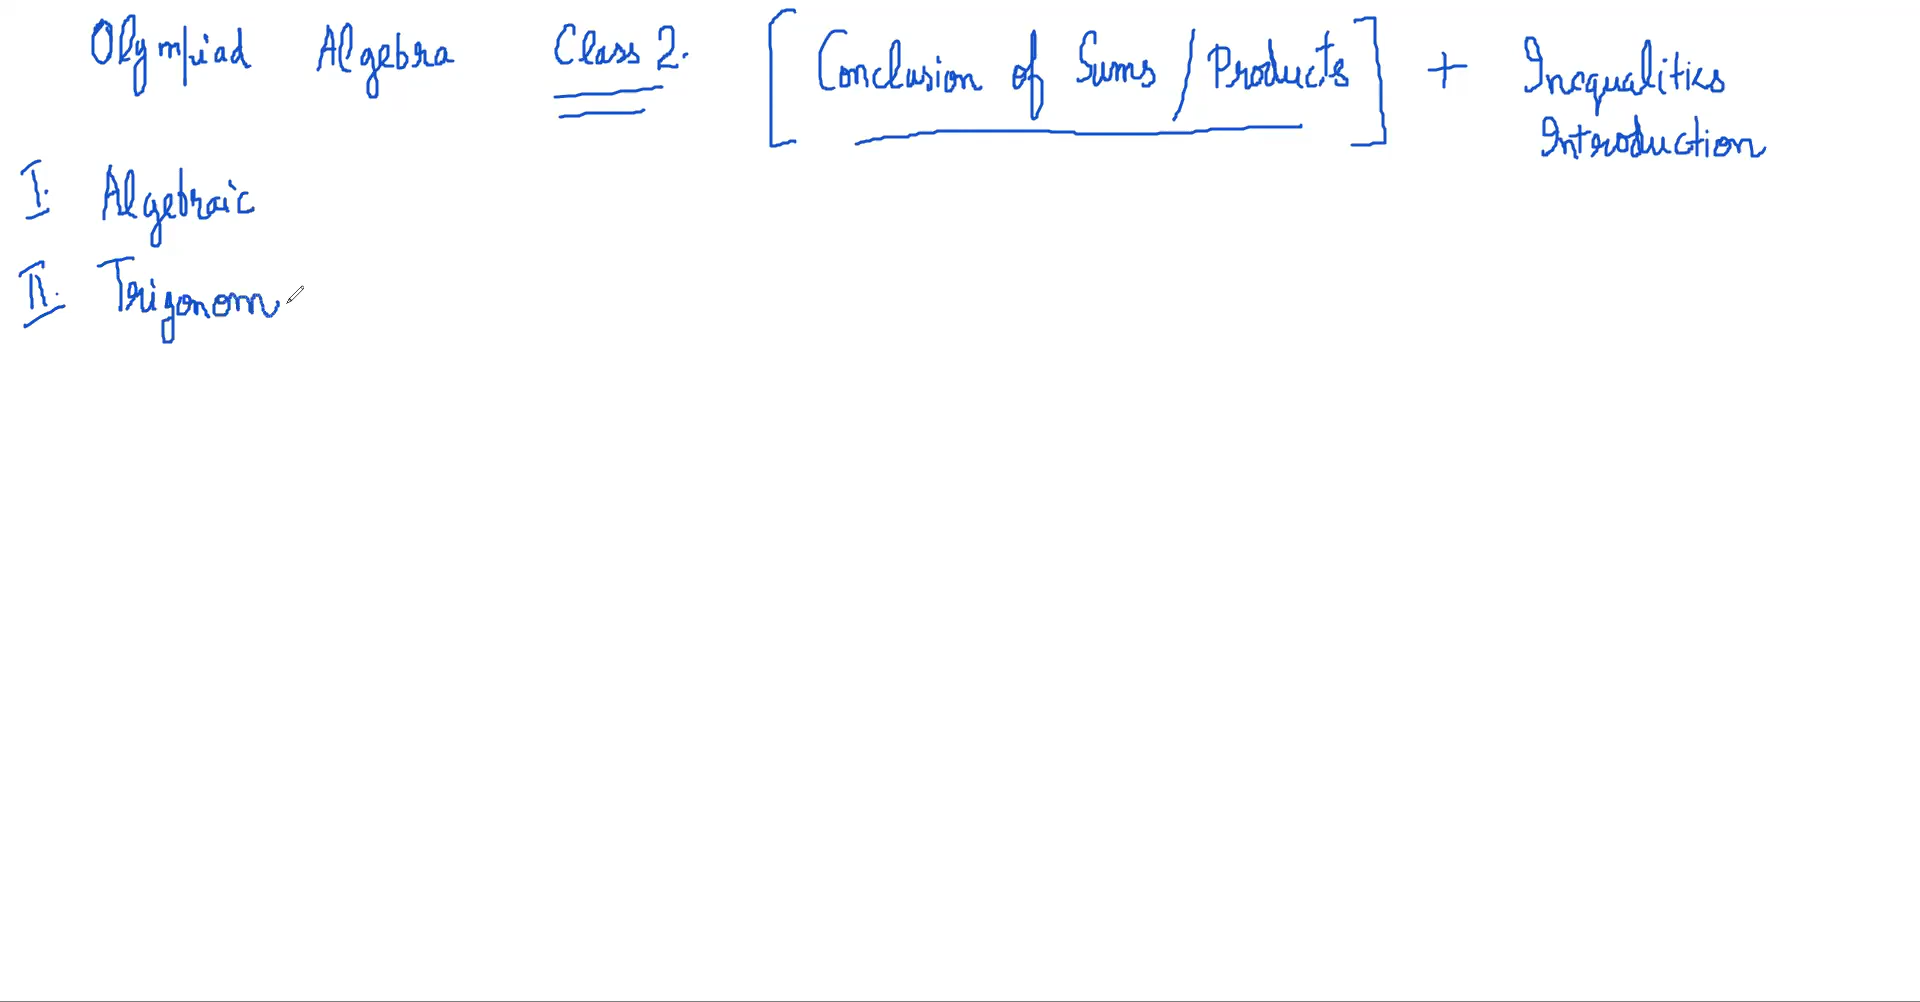 Olympiad Algebra Class 2. [Conclusion of Sums / Products] + Inequalities
Introduction
I. Algebraic
II. Trigonom